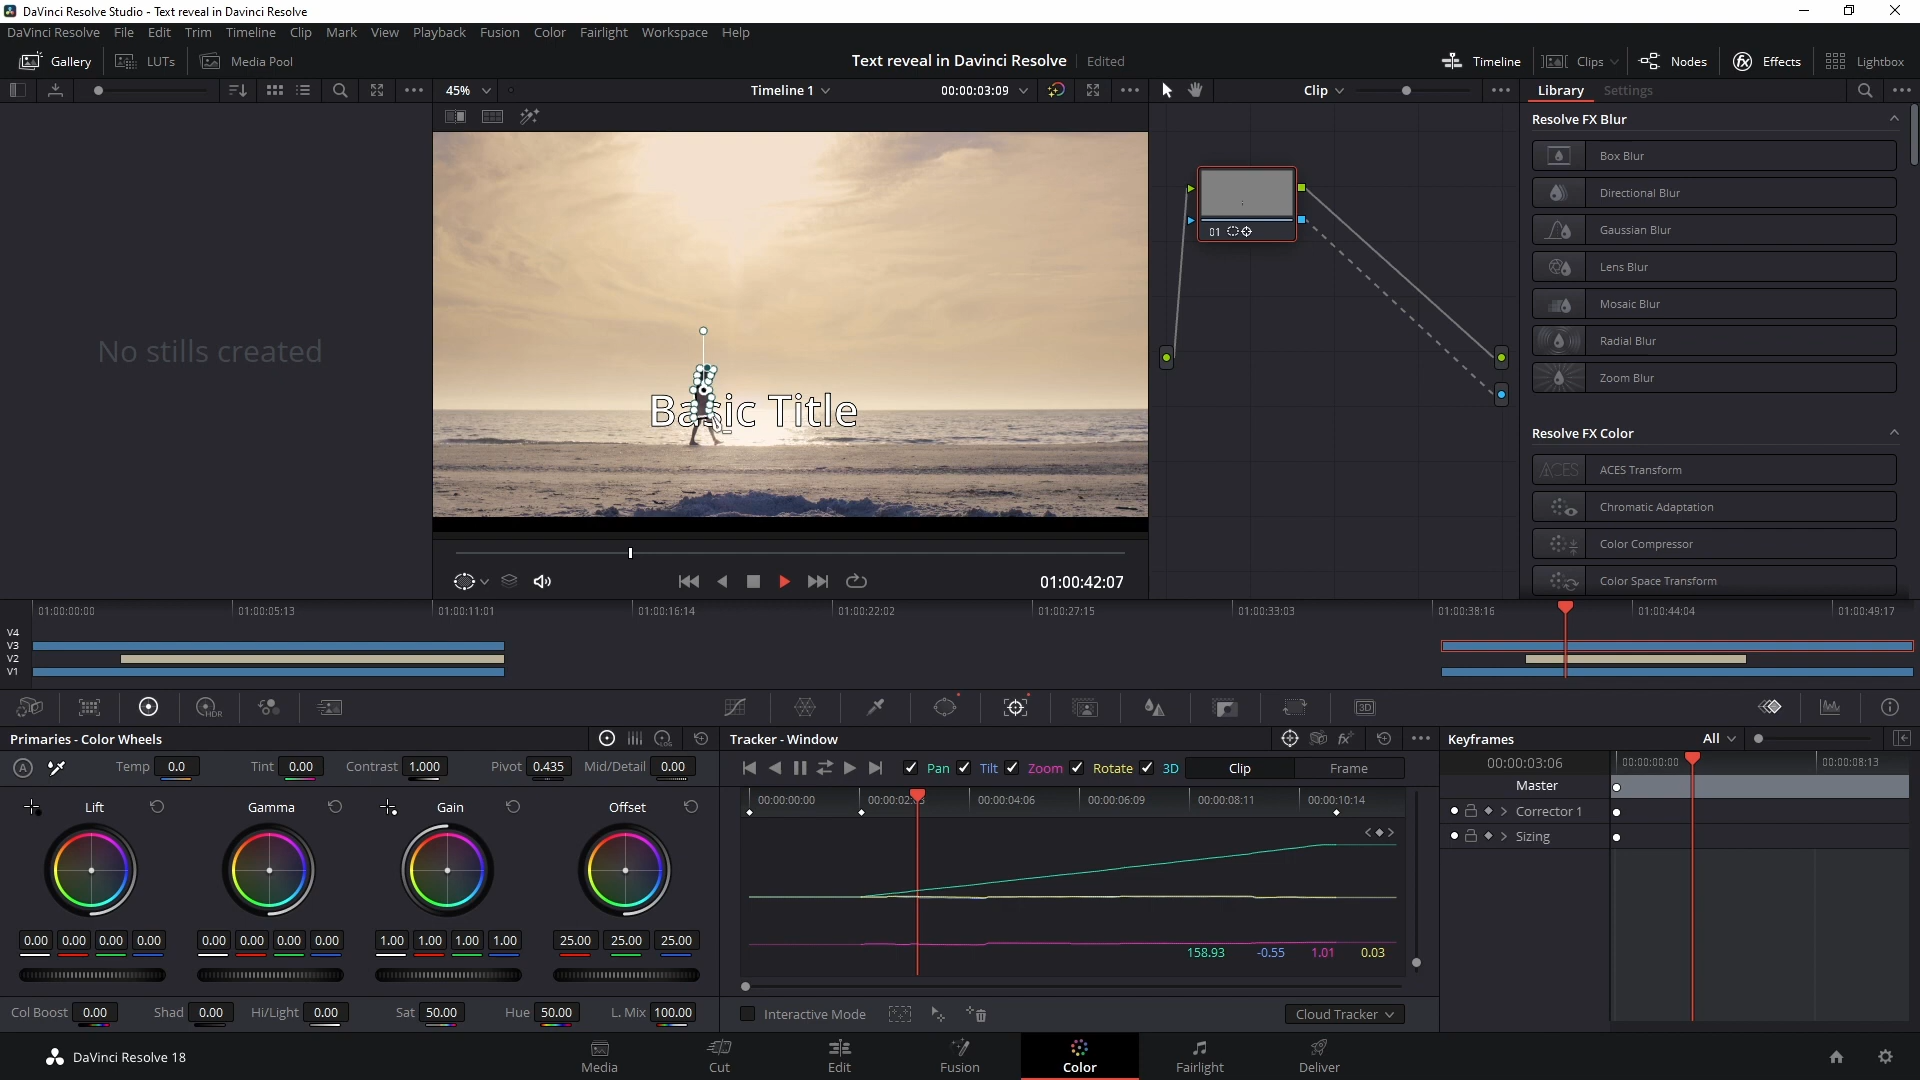 DaVinci Resolve Studio - Text reveal in Davinci Resolve
DaVinci Resolve File Edit Trim Timeline Clip Mark View Playback Fusion Color Fairlight Workspace Help
Gallery LUTs Media Pool Text reveal in Davinci Resolve Edited Timeline Clips Nodes Effects Lightbox
45% Timeline 1 00:00:03:09 Clip Library Settings
Resolve FX Blur
Box Blur
Directional Blur
Gaussian Blur
Lens Blur
Mosaic Blur
Radial Blur
Zoom Blur
Resolve FX Color
ACES Transform
Chromatic Adaptation
Color Compressor
Color Space Transform
01
No stills created
Basic Title
01:00:42:07
01:00:00:00 01:00:05:13 01:00:11:01 01:00:16:14 01:00:22:02 01:00:27:15 01:00:33:03 01:00:38:16 01:00:44:04 01:00:49:17
V4
V3
V2
V1
HDR
3D
Primaries - Color Wheels
LOG
Temp 0.0 Tint 0.00 Contrast 1.000 Pivot 0.435 Mid/Detail 0.00
Lift Gamma Gain Offset
0.00 0.00 0.00 0.00 0.00 0.00 0.00 0.00 1.00 1.00 1.00 1.00 25.00 25.00 25.00
Col Boost 0.00 Shad 0.00 Hi/Light 0.00 Sat 50.00 Hue 50.00 L. Mix 100.00
Tracker - Window
Pan Tilt Zoom Rotate 3D Clip Frame
00:00:00:00 00:00:04:06 00:00:06:09 00:00:08:11 00:00:10:14
158.93 -0.55 1.01 0.03
Interactive Mode Cloud Tracker
Keyframes All
00:00:03:06 00:00:00:00 00:00:08:13
Master
Corrector 1
Sizing
DaVinci Resolve 18 Media Cut Edit Fusion Color Fairlight Deliver